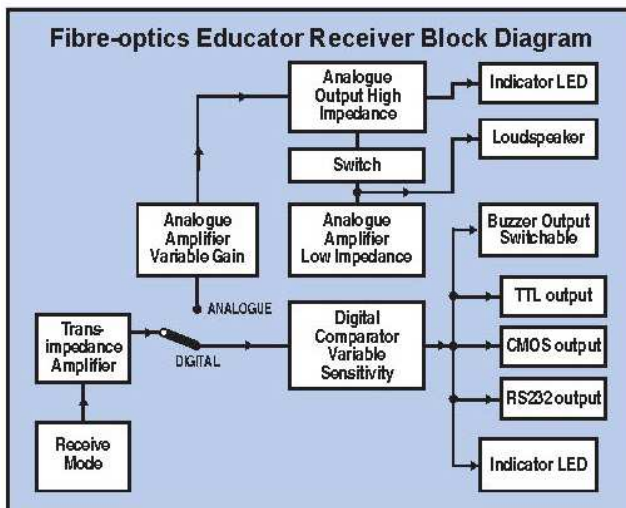 Fibre-optics Educator Receiver Block Diagram
Analogue
Output High
Impedance
Indicator LED
Loudspeaker
Switch
Analogue
Amplifier
Variable Gain
Analogue
Amplifier
Low Impedance
Buzzer Output
Switchable
ANALOGUE
TTL output
Trans-
impedance
Amplifier
DIGITAL
Digital
Comparator
Variable
Sensitivity
CMOS output
RS232 output
Receive
Mode
Indicator LED